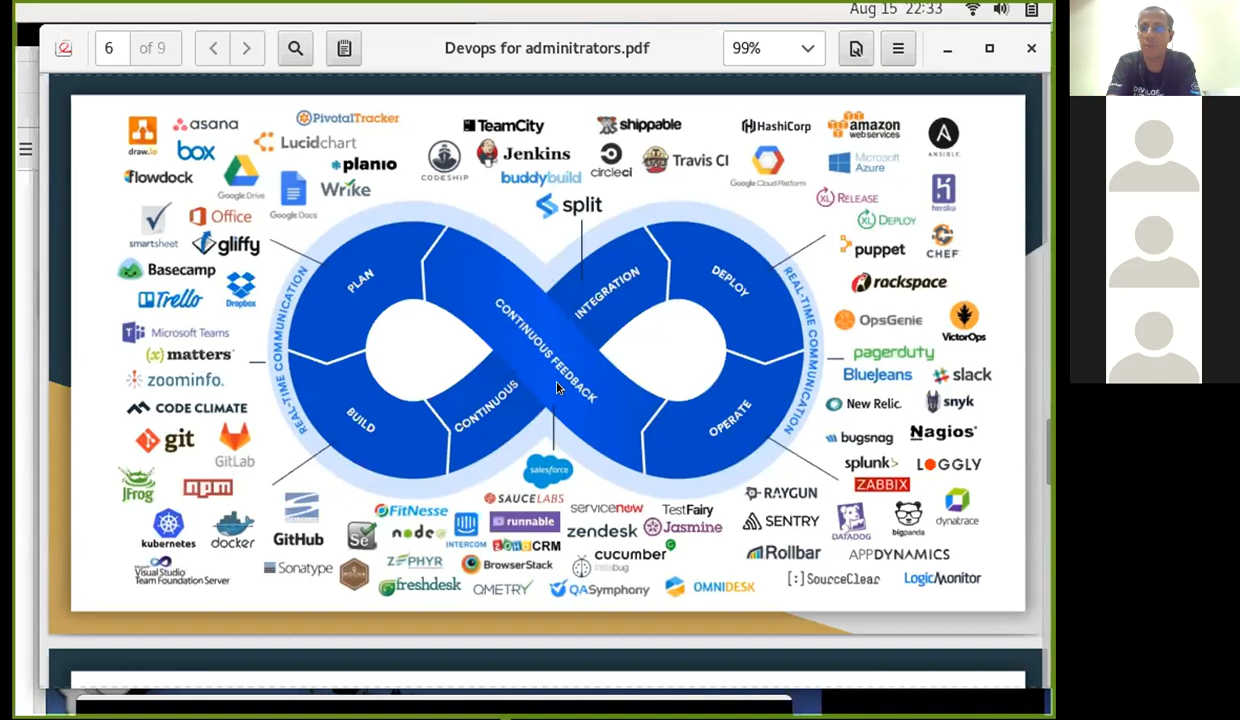 Aug 15 22:33
6 of 9
Devops for adminitrators.pdf
99%
draw.io
asana
PivotalTracker
box
Lucidchart
flowdock
Google Drive
planio
Google Docs
Wrike
smartsheet
Office
gliffy
Basecamp
Trello
Dropbox
Microsoft Teams
(x)matters
zoominfo.
TeamCity
shippable
CODESHIP
Jenkins
buddybuild
circleci
Travis CI
split
HashiCorp
amazon
webservices
ANSIBLE
Google Cloud Platform
Microsoft
Azure
XL RELEASE
heroku
XL DEPLOY
puppet
CHEF
rackspace
OpsGenie
VictorOps
pagerduty
BlueJeans
slack
REAL-TIME COMMUNICATION
PLAN
BUILD
CONTINUOUS FEEDBACK
CONTINUOUS
INTEGRATION
DEPLOY
OPERATE
REAL-TIME COMMUNICATION
CODE CLIMATE
git
GitLab
JFrog
npm
kubernetes
docker
GitHub
Visual Studio
Team Foundation Server
Sonatype
salesforce
SAUCELABS
FitNesse
Se
node
INTERCOM
runnable
servicenow
TestFairy
zendesk
Jasmine
ZOHO CRM
cucumber
MOCHA
ZEPHYR
BrowserStack
instabug
freshdesk
QMETRY
QASymphony
OMNIDESK
New Relic.
snyk
bugsnag
Nagios
splunk>
LOGGLY
ZABBIX
RAYGUN
SENTRY
DATADOG
bigpanda
dynatrace
Rollbar
APPDYNAMICS
[:]SourceClear
LogicMonitor